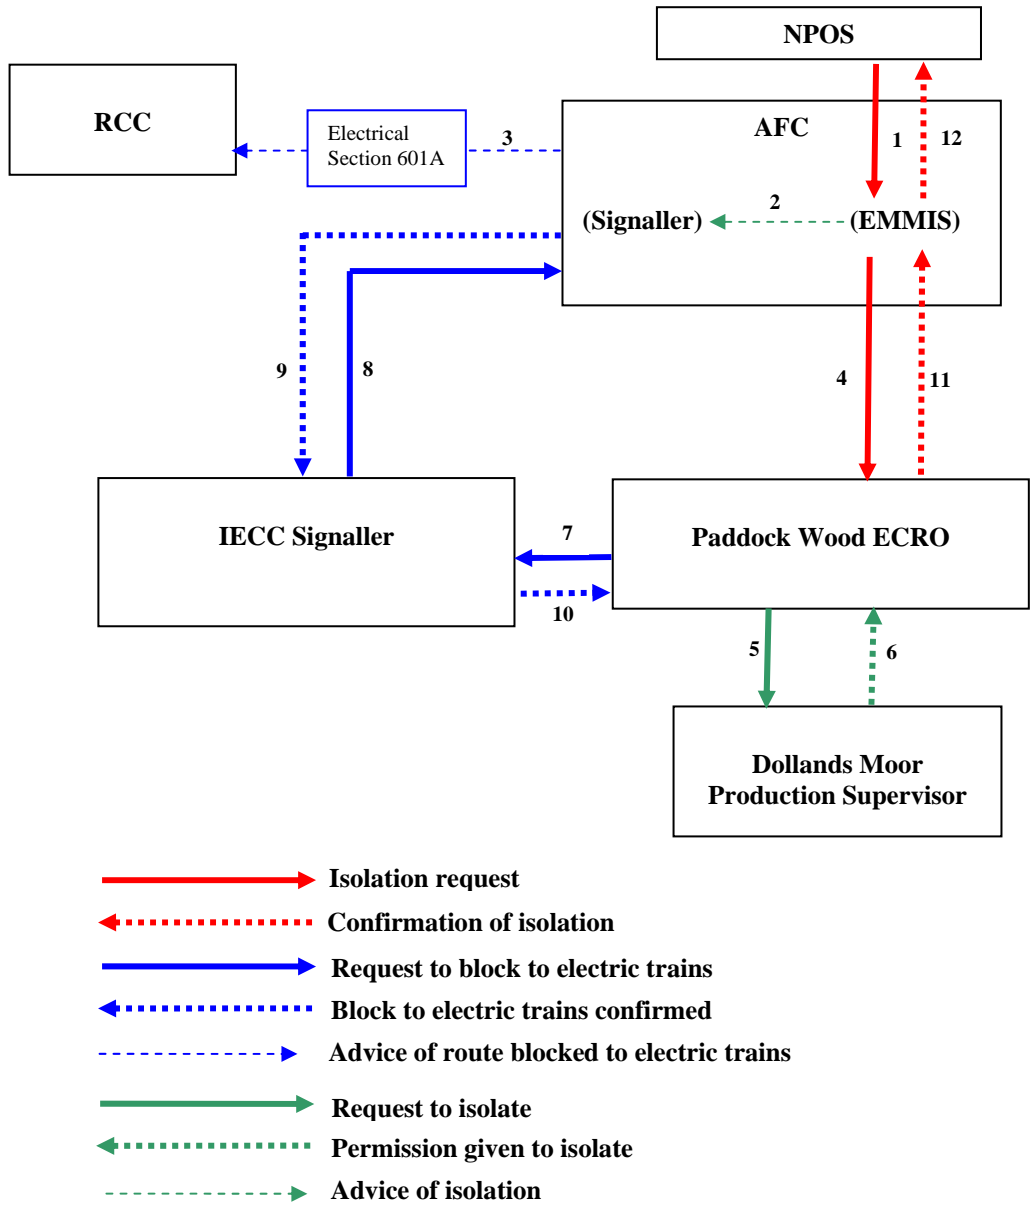 NPOS
RCC
AFC
Electrical
Section 601A
3
1
12
2
(Signaller)
(EMMIS)
9
8
4
11
IECC Signaller
7
Paddock Wood ECRO
10
5
6
Dollands Moor
Production Supervisor
Isolation request
Confirmation of isolation
Request to block to electric trains
Block to electric trains confirmed
Advice of route blocked to electric trains
Request to isolate
Permission given to isolate
Advice of isolation